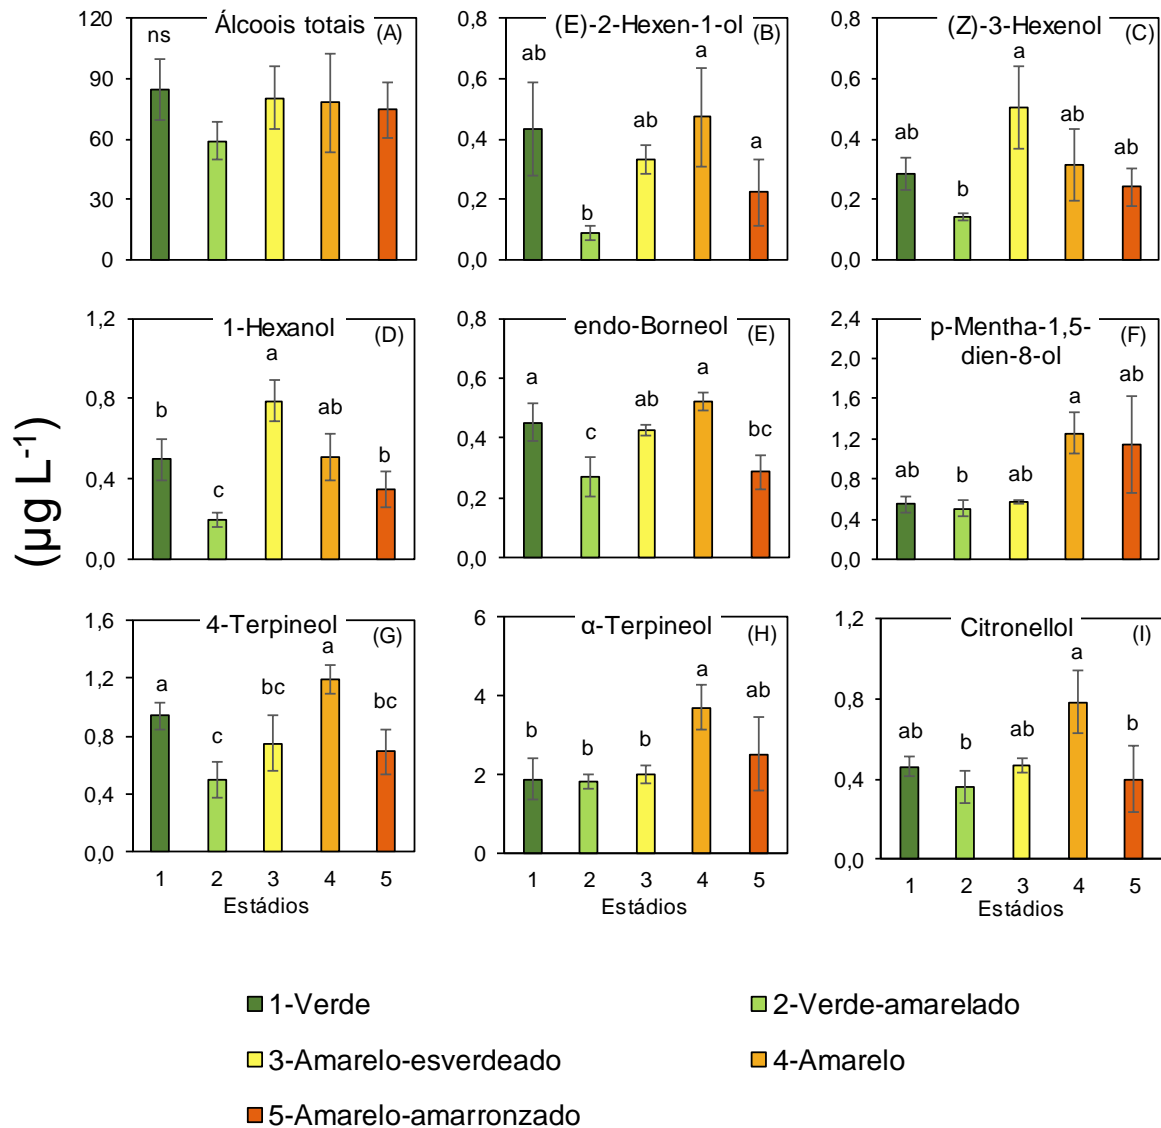 (µg L-1)
Álcoois totais (A)
120
90
60
30
0
ns
(E)-2-Hexen-1-ol (B)
0,8
0,6
0,4
0,2
0,0
ab b ab a a
(Z)-3-Hexenol (C)
0,8
0,6
0,4
0,2
0,0
ab b a ab ab
1-Hexanol (D)
1,2
0,8
0,4
0,0
b c a ab b
endo-Borneol (E)
0,8
0,6
0,4
0,2
0,0
a c ab a bc
p-Mentha-1,5-
dien-8-ol (F)
2,4
2,0
1,6
1,2
0,8
0,4
0,0
ab b ab a ab
4-Terpineol (G)
1,6
1,2
0,8
0,4
0,0
a c bc a bc
1 2 3 4 5
Estádios
α-Terpineol (H)
6
4
2
0
b b b a ab
1 2 3 4 5
Estádios
Citronellol (I)
1,2
0,8
0,4
0,0
ab b ab a b
1 2 3 4 5
Estádios
1-Verde
2-Verde-amarelado
3-Amarelo-esverdeado
4-Amarelo
5-Amarelo-amarronzado